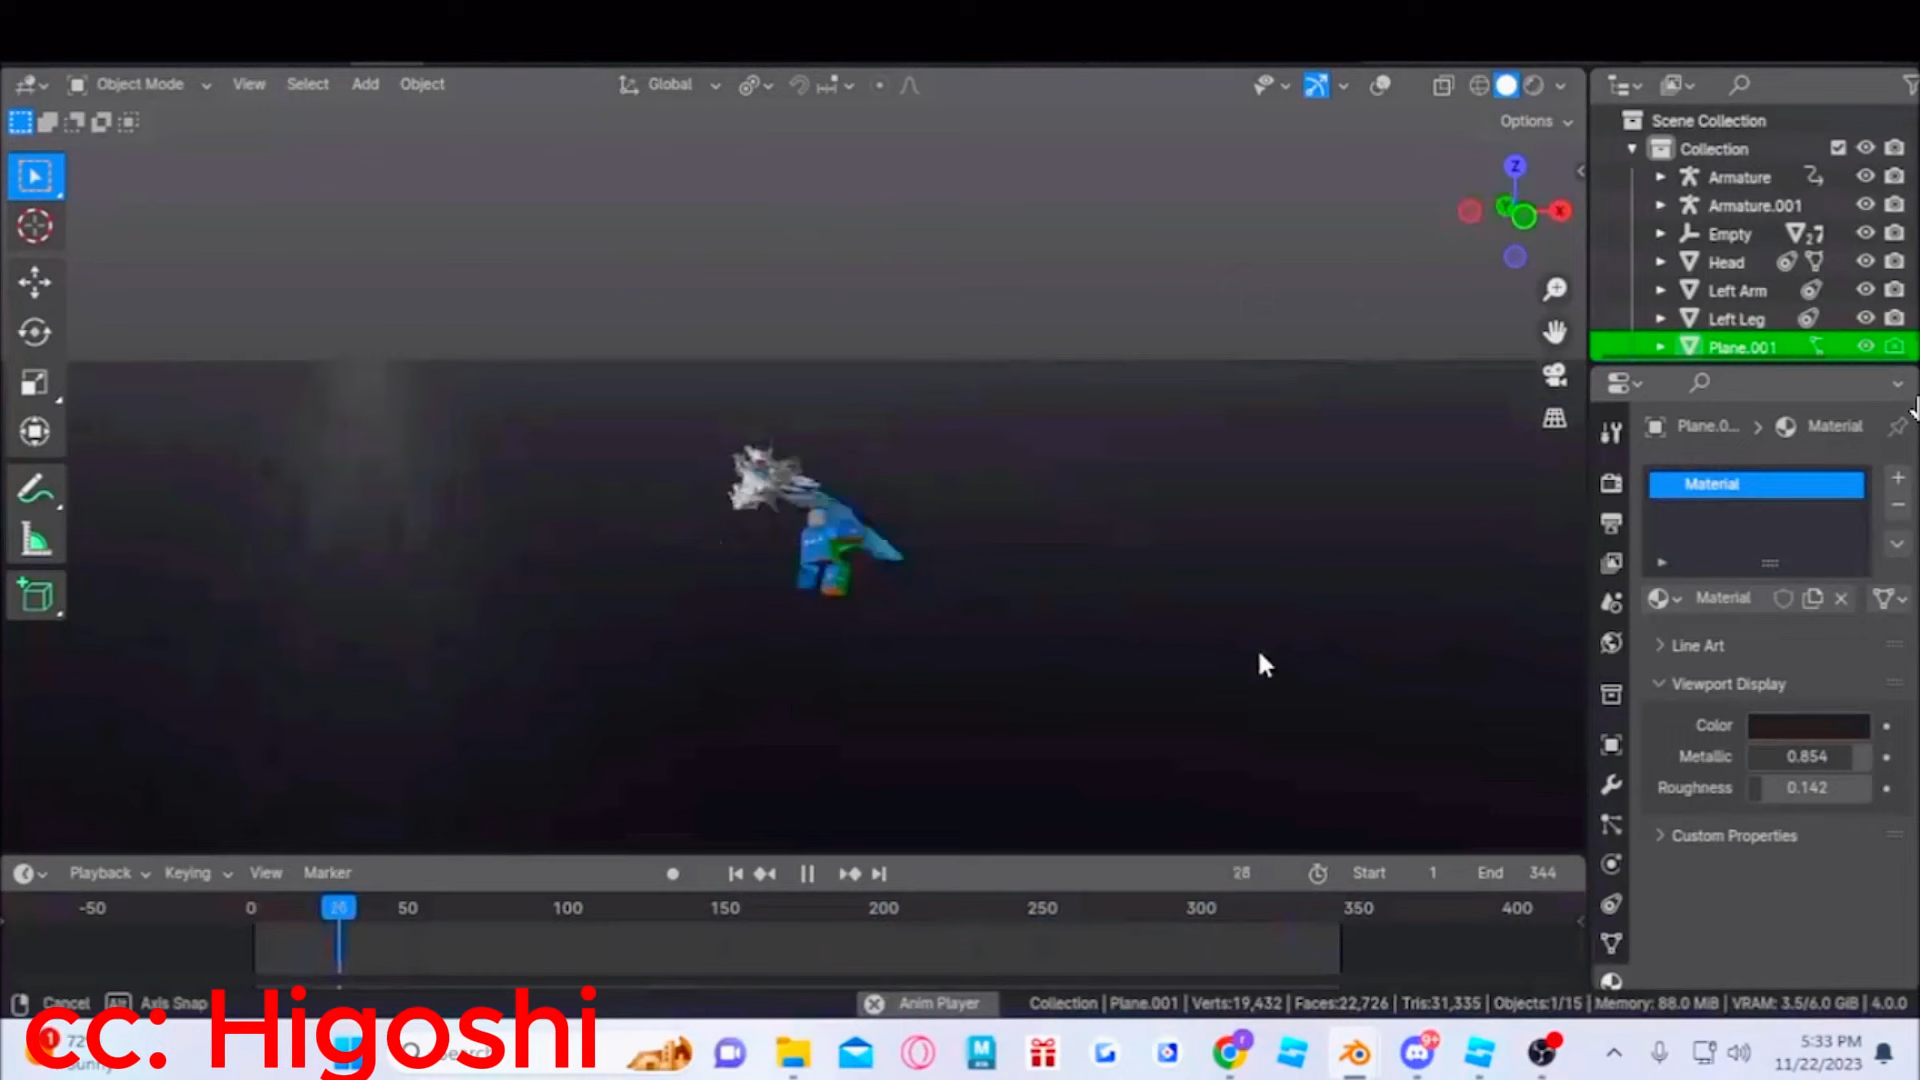 Object Mode View Select Add Object Global
Options
Z
X
Y
Scene Collection
Collection
Armature
Armature.001
Empty 27
Head
Left Arm
Left Leg
Plane.001
Plane.0... > Material
Material
Material
Line Art
Viewport Display
Color
Metallic 0.854
Roughness 0.142
Custom Properties
Playback Keying View Marker 28 Start 1 End 344
-50 0 50 100 150 200 250 300 350 400
Cancel Alt Axis Snap Anim Player Collection | Plane.001 | Verts:19,432 | Faces:22,726 | Tris:31,335 | Objects:1/15 | Memory: 88.0 MiB | VRAM: 3.5/6.0 GiB | 4.0.0
cc: Higoshi
1
M
r
9+
5:33 PM
11/22/2023